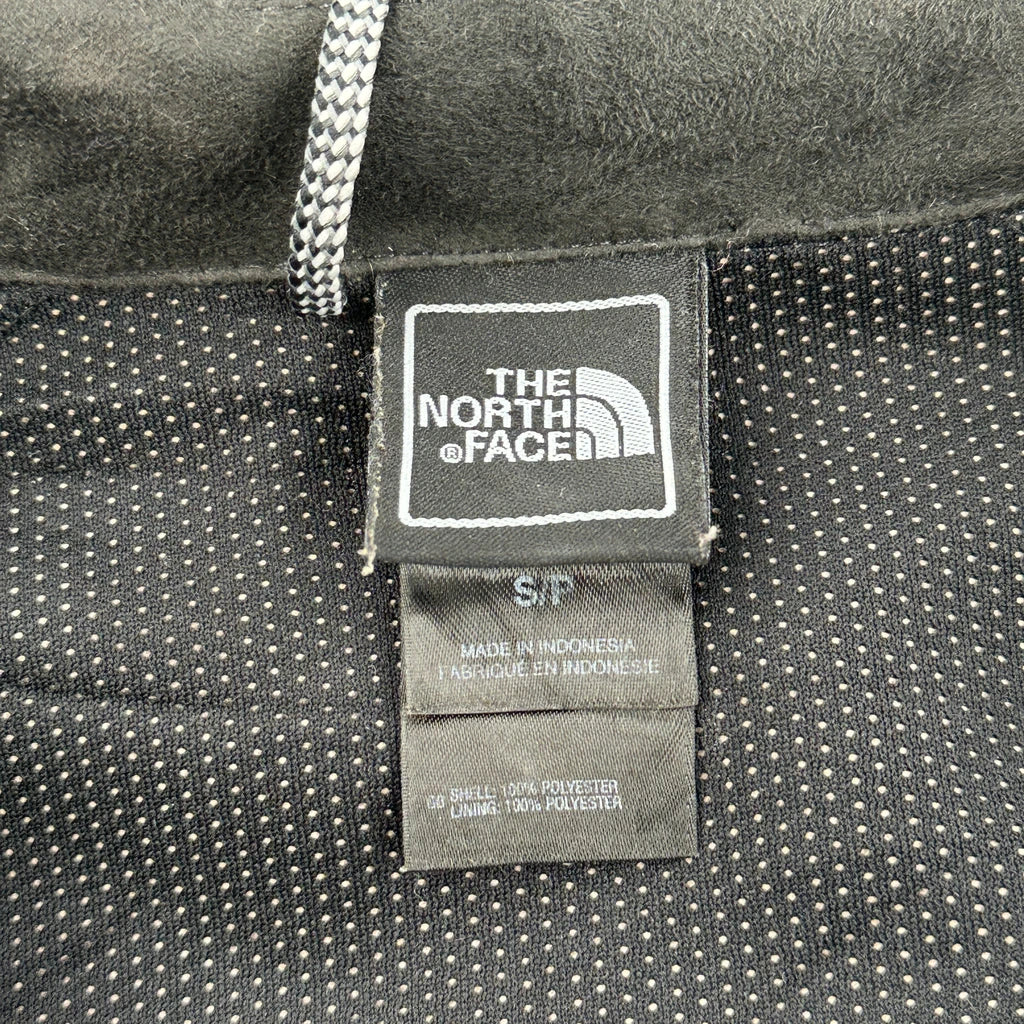 THE
NORTH
®FACE
S/P
MADE IN INDONESIA
FABRIQUÉ EN INDONESIE
SHELL: 100% POLYESTER
LINING: 100% POLYESTER